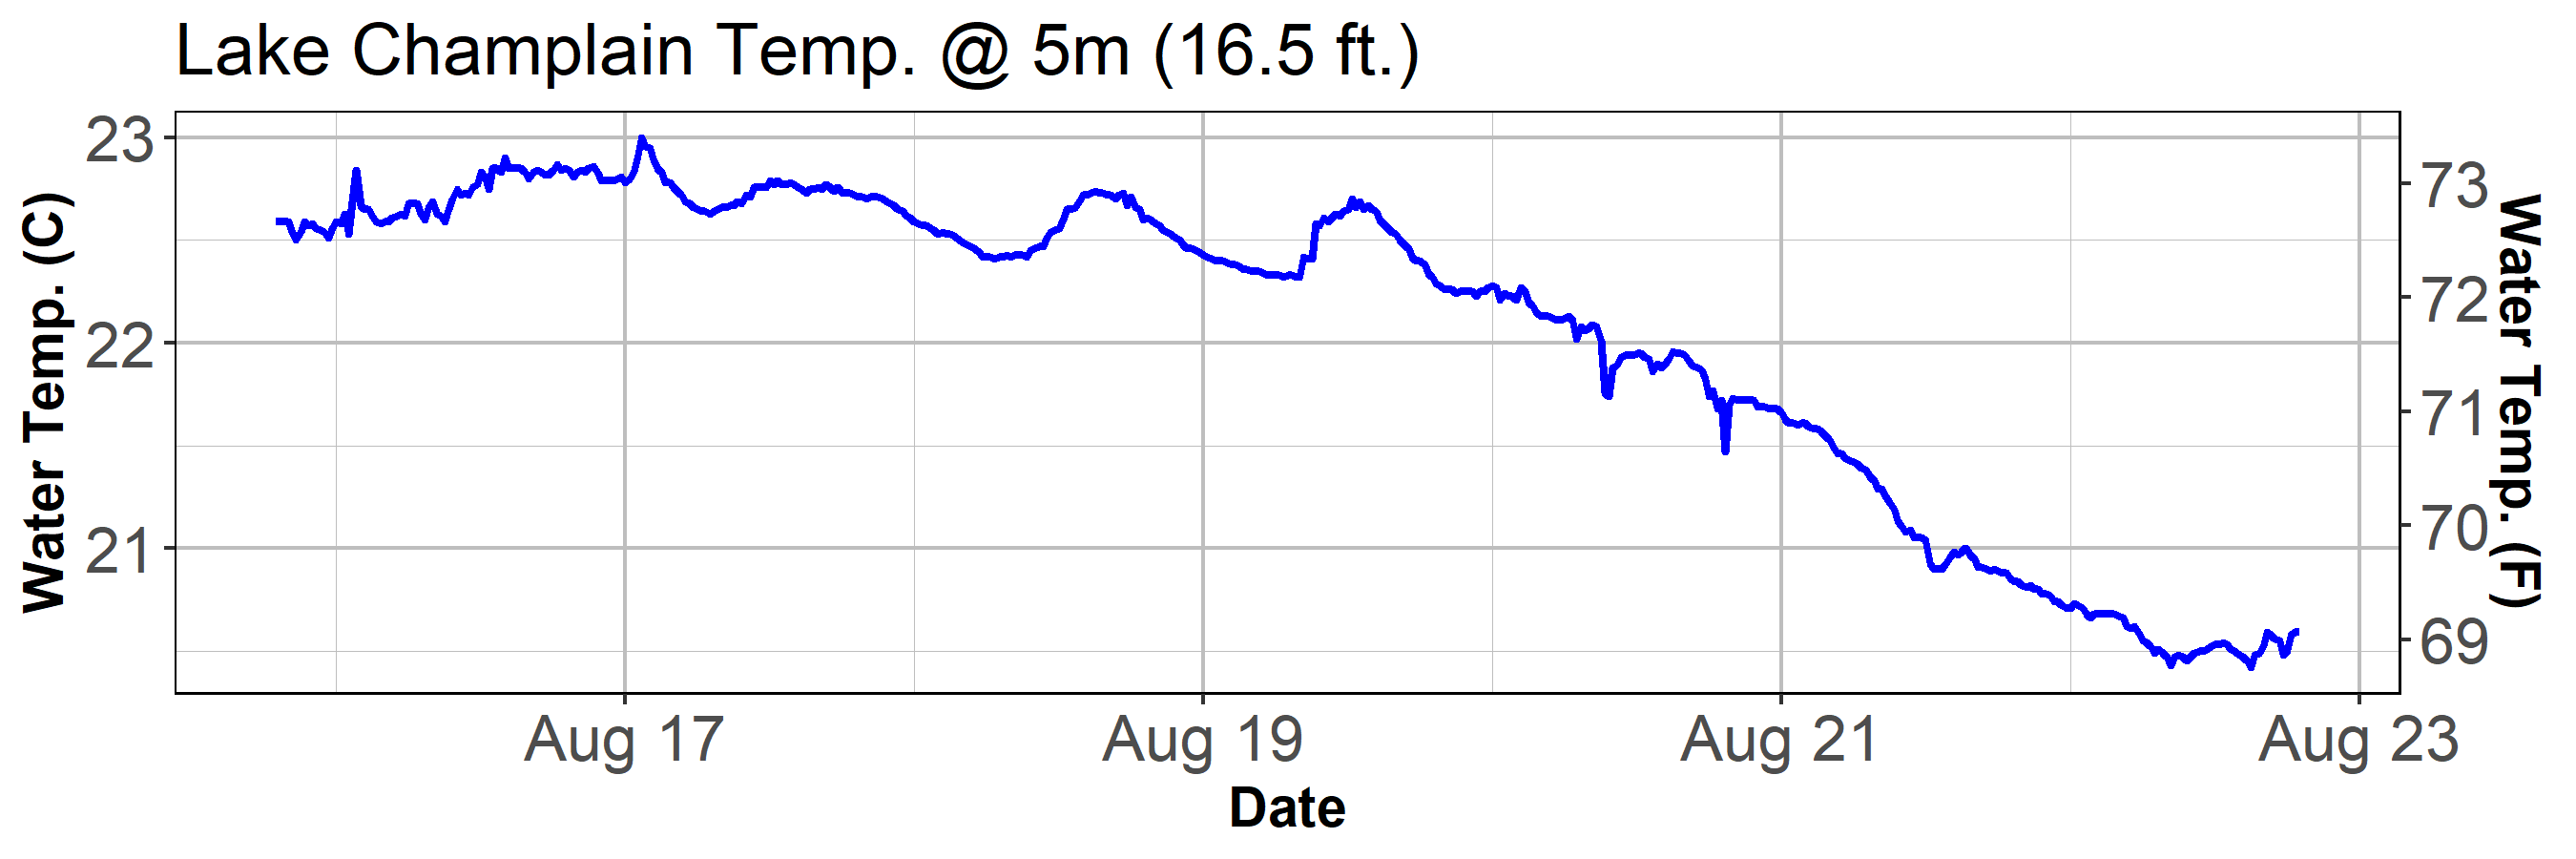 Lake Champlain Temp. @ 5m (16.5 ft.)
Water Temp. (C)
23
22
21
73
72
71
70
69
Water Temp. (F)
Aug 17 Aug 19 Aug 21 Aug 23
Date